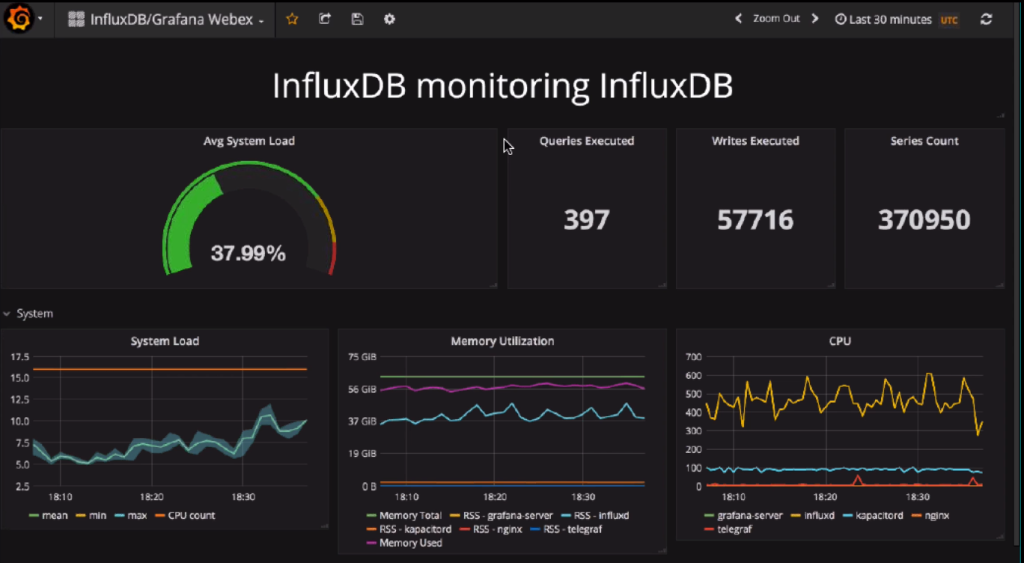 InfluxDB/Grafana Webex
Zoom Out
Last 30 minutes UTC
InfluxDB monitoring InfluxDB
Avg System Load
37.99%
Queries Executed
397
Writes Executed
57716
Series Count
370950
System
System Load
17.5
15.0
12.5
10.0
7.5
5.0
2.5
18:10 18:20 18:30
mean min max CPU count
Memory Utilization
75 GiB
56 GiB
37 GiB
19 GiB
0 B
18:10 18:20 18:30
Memory Total RSS - grafana-server RSS - influxd
RSS - kapacitord RSS - nginx RSS - telegraf
Memory Used
CPU
700
600
500
400
300
200
100
0
18:10 18:20 18:30
grafana-server influxd kapacitord nginx
telegraf